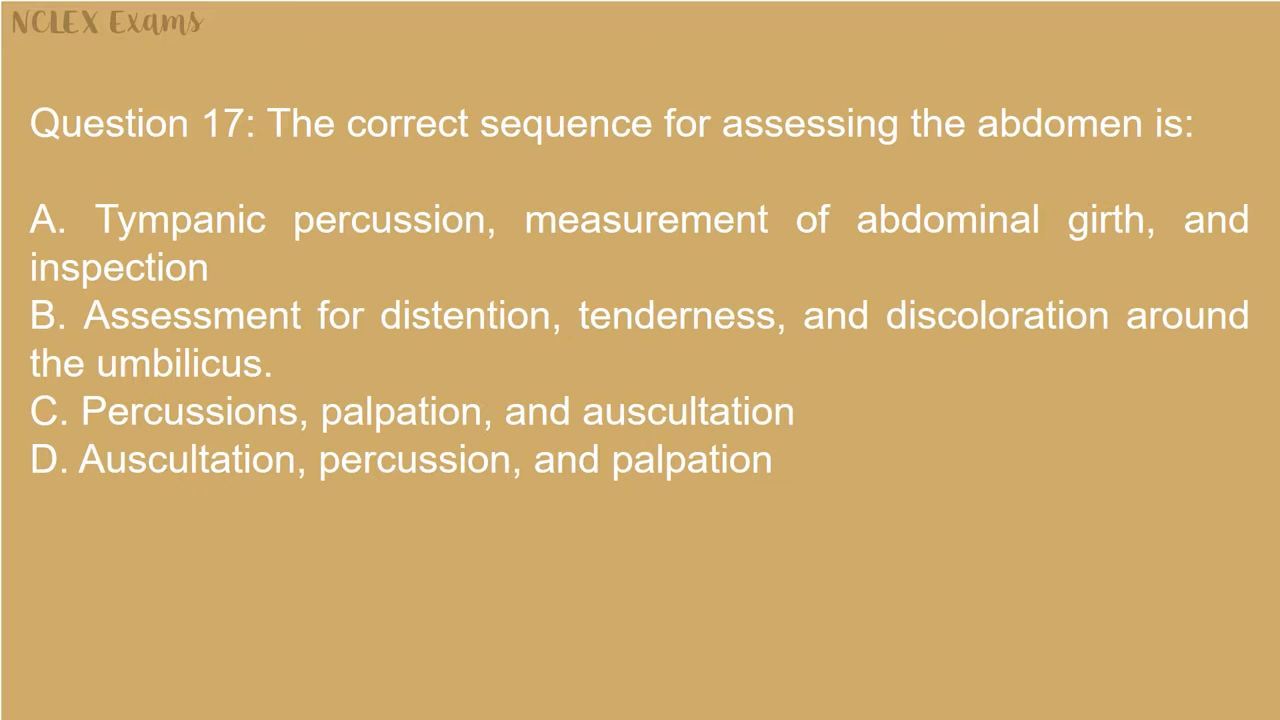 NCLEX Exams
Question 17: The correct sequence for assessing the abdomen is:
A. Tympanic percussion, measurement of abdominal girth, and
inspection
B. Assessment for distention, tenderness, and discoloration around
the umbilicus.
C. Percussions, palpation, and auscultation
D. Auscultation, percussion, and palpation